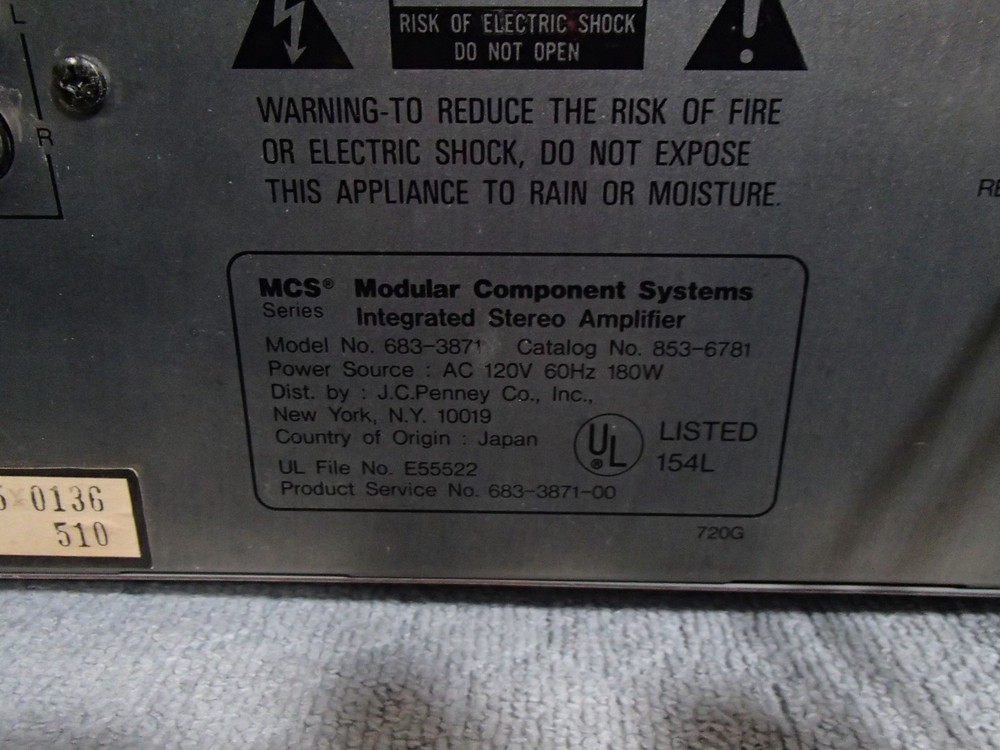 L
R
RISK OF ELECTRIC SHOCK
DO NOT OPEN
WARNING-TO REDUCE THE RISK OF FIRE
OR ELECTRIC SHOCK, DO NOT EXPOSE
THIS APPLIANCE TO RAIN OR MOISTURE.
MCS® Modular Component Systems
Series Integrated Stereo Amplifier
Model No. 683-3871 Catalog No. 853-6781
Power Source : AC 120V 60Hz 180W
Dist. by : J.C.Penney Co., Inc.,
New York, N.Y. 10019
Country of Origin : Japan
UL® LISTED
154L
UL File No. E55522
Product Service No. 683-3871-00
720G
0136
510